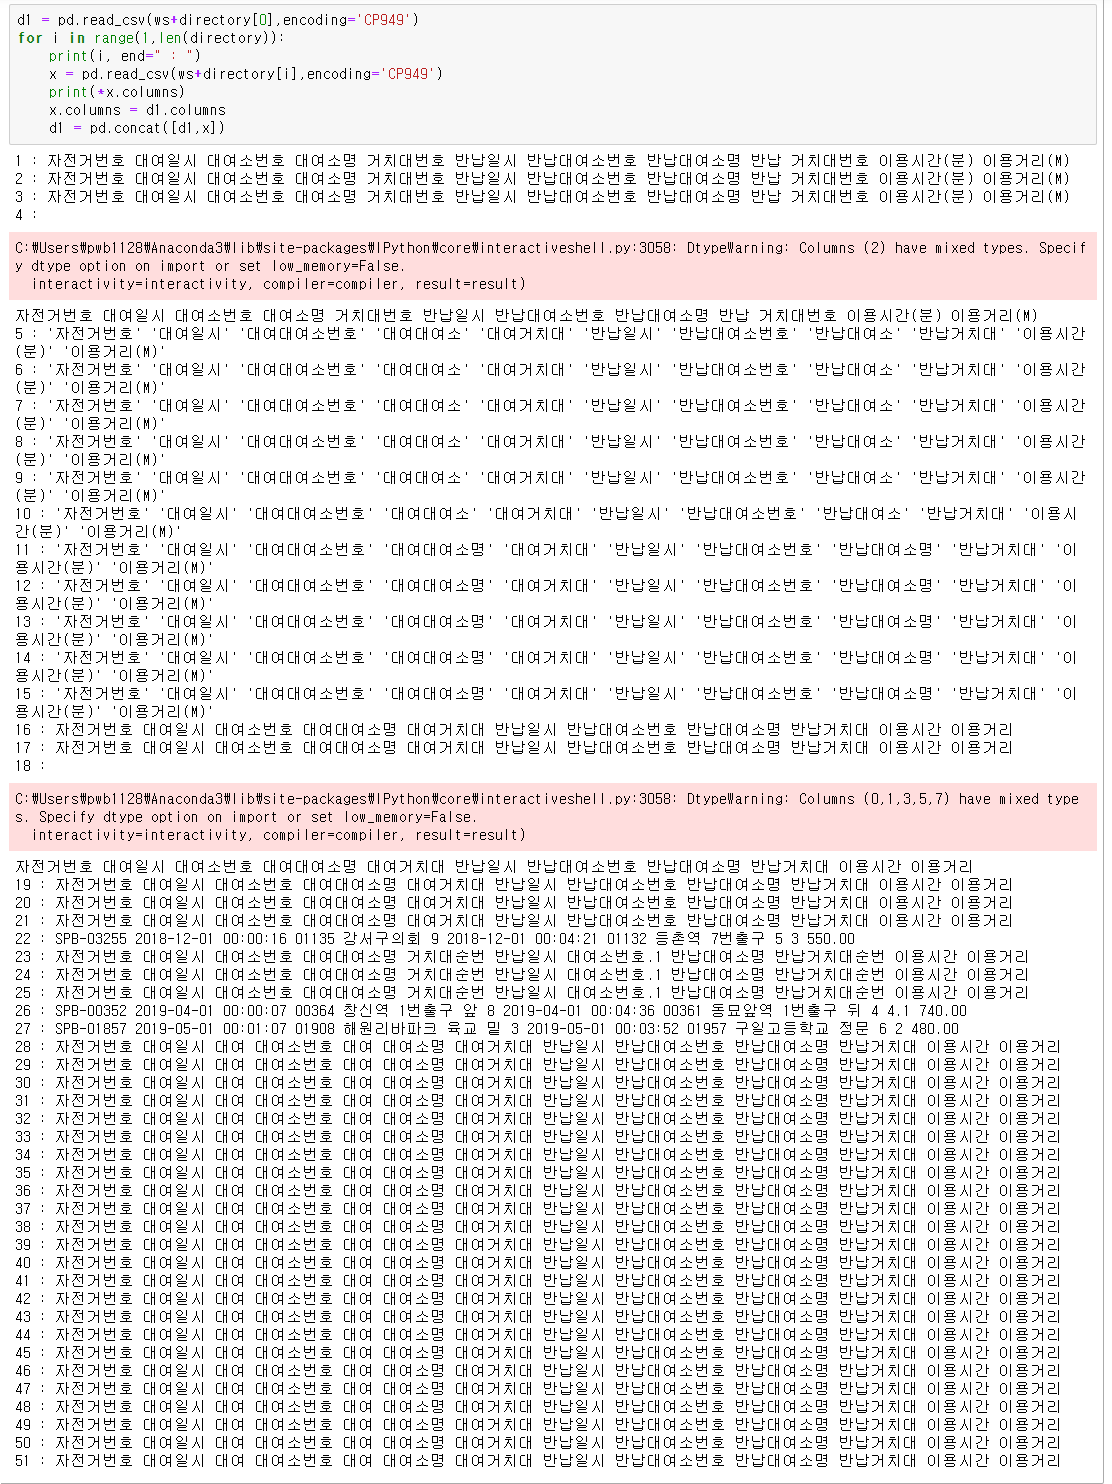 d1 = pd.read_csv(ws+directory[0],encoding='CP949')
for i in range(1,len(directory)):
    print(i, end=" : ")
    x = pd.read_csv(ws+directory[i],encoding='CP949')
    print(*x.columns)
    x.columns = d1.columns
    d1 = pd.concat([d1,x])
1 : 자전거번호 대여일시 대여소번호 대여소명 거치대번호 반납일시 반납대여소번호 반납대여소명 반납 거치대번호 이용시간(분) 이용거리(M)
2 : 자전거번호 대여일시 대여소번호 대여소명 거치대번호 반납일시 반납대여소번호 반납대여소명 반납 거치대번호 이용시간(분) 이용거리(M)
3 : 자전거번호 대여일시 대여소번호 대여소명 거치대번호 반납일시 반납대여소번호 반납대여소명 반납 거치대번호 이용시간(분) 이용거리(M)
4 :
C:₩Users₩pwb1128₩Anaconda3₩lib₩site-packages₩IPython₩core₩interactiveshell.py:3058: DtypeWarning: Columns (2) have mixed types. Specif
y dtype option on import or set low_memory=False.
  interactivity=interactivity, compiler=compiler, result=result)
자전거번호 대여일시 대여소번호 대여소명 거치대번호 반납일시 반납대여소번호 반납대여소명 반납 거치대번호 이용시간(분) 이용거리(M)
5 : '자전거번호' '대여일시' '대여대여소번호' '대여대여소' '대여거치대' '반납일시' '반납대여소번호' '반납대여소' '반납거치대' '이용시간
(분)' '이용거리(M)'
6 : '자전거번호' '대여일시' '대여대여소번호' '대여대여소' '대여거치대' '반납일시' '반납대여소번호' '반납대여소' '반납거치대' '이용시간
(분)' '이용거리(M)'
7 : '자전거번호' '대여일시' '대여대여소번호' '대여대여소' '대여거치대' '반납일시' '반납대여소번호' '반납대여소' '반납거치대' '이용시간
(분)' '이용거리(M)'
8 : '자전거번호' '대여일시' '대여대여소번호' '대여대여소' '대여거치대' '반납일시' '반납대여소번호' '반납대여소' '반납거치대' '이용시간
(분)' '이용거리(M)'
9 : '자전거번호' '대여일시' '대여대여소번호' '대여대여소' '대여거치대' '반납일시' '반납대여소번호' '반납대여소' '반납거치대' '이용시간
(분)' '이용거리(M)'
10 : '자전거번호' '대여일시' '대여대여소번호' '대여대여소' '대여거치대' '반납일시' '반납대여소번호' '반납대여소' '반납거치대' '이용시
간(분)' '이용거리(M)'
11 : '자전거번호' '대여일시' '대여대여소번호' '대여대여소명' '대여거치대' '반납일시' '반납대여소번호' '반납대여소명' '반납거치대' '이
용시간(분)' '이용거리(M)'
12 : '자전거번호' '대여일시' '대여대여소번호' '대여대여소명' '대여거치대' '반납일시' '반납대여소번호' '반납대여소명' '반납거치대' '이
용시간(분)' '이용거리(M)'
13 : '자전거번호' '대여일시' '대여대여소번호' '대여대여소명' '대여거치대' '반납일시' '반납대여소번호' '반납대여소명' '반납거치대' '이
용시간(분)' '이용거리(M)'
14 : '자전거번호' '대여일시' '대여대여소번호' '대여대여소명' '대여거치대' '반납일시' '반납대여소번호' '반납대여소명' '반납거치대' '이
용시간(분)' '이용거리(M)'
15 : '자전거번호' '대여일시' '대여대여소번호' '대여대여소명' '대여거치대' '반납일시' '반납대여소번호' '반납대여소명' '반납거치대' '이
용시간(분)' '이용거리(M)'
16 : 자전거번호 대여일시 대여소번호 대여대여소명 대여거치대 반납일시 반납대여소번호 반납대여소명 반납거치대 이용시간 이용거리
17 : 자전거번호 대여일시 대여소번호 대여대여소명 대여거치대 반납일시 반납대여소번호 반납대여소명 반납거치대 이용시간 이용거리
18 :
C:₩Users₩pwb1128₩Anaconda3₩lib₩site-packages₩IPython₩core₩interactiveshell.py:3058: DtypeWarning: Columns (0,1,3,5,7) have mixed type
s. Specify dtype option on import or set low_memory=False.
  interactivity=interactivity, compiler=compiler, result=result)
자전거번호 대여일시 대여소번호 대여대여소명 대여거치대 반납일시 반납대여소번호 반납대여소명 반납거치대 이용시간 이용거리
19 : 자전거번호 대여일시 대여소번호 대여대여소명 대여거치대 반납일시 반납대여소번호 반납대여소명 반납거치대 이용시간 이용거리
20 : 자전거번호 대여일시 대여소번호 대여대여소명 대여거치대 반납일시 반납대여소번호 반납대여소명 반납거치대 이용시간 이용거리
21 : 자전거번호 대여일시 대여소번호 대여대여소명 대여거치대 반납일시 반납대여소번호 반납대여소명 반납거치대 이용시간 이용거리
22 : SPB-03255 2018-12-01 00:00:16 01135 강서구의회 9 2018-12-01 00:04:21 01132 등촌역 7번출구 5 3 550.00
23 : 자전거번호 대여일시 대여소번호 대여대여소명 거치대순번 반납일시 대여소번호.1 반납대여소명 반납거치대순번 이용시간 이용거리
24 : 자전거번호 대여일시 대여소번호 대여대여소명 거치대순번 반납일시 대여소번호.1 반납대여소명 반납거치대순번 이용시간 이용거리
25 : 자전거번호 대여일시 대여소번호 대여대여소명 거치대순번 반납일시 대여소번호.1 반납대여소명 반납거치대순번 이용시간 이용거리
26 : SPB-00352 2019-04-01 00:00:07 00364 창신역 1번출구 앞 8 2019-04-01 00:04:36 00361 동묘앞역 1번출구 뒤 4 4.1 740.00
27 : SPB-01857 2019-05-01 00:01:07 01908 해원리바파크 육교 밑 3 2019-05-01 00:03:52 01957 구일고등학교 정문 6 2 480.00
28 : 자전거번호 대여일시 대여 대여소번호 대여 대여소명 대여거치대 반납일시 반납대여소번호 반납대여소명 반납거치대 이용시간 이용거리
29 : 자전거번호 대여일시 대여 대여소번호 대여 대여소명 대여거치대 반납일시 반납대여소번호 반납대여소명 반납거치대 이용시간 이용거리
30 : 자전거번호 대여일시 대여 대여소번호 대여 대여소명 대여거치대 반납일시 반납대여소번호 반납대여소명 반납거치대 이용시간 이용거리
31 : 자전거번호 대여일시 대여 대여소번호 대여 대여소명 대여거치대 반납일시 반납대여소번호 반납대여소명 반납거치대 이용시간 이용거리
32 : 자전거번호 대여일시 대여 대여소번호 대여 대여소명 대여거치대 반납일시 반납대여소번호 반납대여소명 반납거치대 이용시간 이용거리
33 : 자전거번호 대여일시 대여 대여소번호 대여 대여소명 대여거치대 반납일시 반납대여소번호 반납대여소명 반납거치대 이용시간 이용거리
34 : 자전거번호 대여일시 대여 대여소번호 대여 대여소명 대여거치대 반납일시 반납대여소번호 반납대여소명 반납거치대 이용시간 이용거리
35 : 자전거번호 대여일시 대여 대여소번호 대여 대여소명 대여거치대 반납일시 반납대여소번호 반납대여소명 반납거치대 이용시간 이용거리
36 : 자전거번호 대여일시 대여 대여소번호 대여 대여소명 대여거치대 반납일시 반납대여소번호 반납대여소명 반납거치대 이용시간 이용거리
37 : 자전거번호 대여일시 대여 대여소번호 대여 대여소명 대여거치대 반납일시 반납대여소번호 반납대여소명 반납거치대 이용시간 이용거리
38 : 자전거번호 대여일시 대여 대여소번호 대여 대여소명 대여거치대 반납일시 반납대여소번호 반납대여소명 반납거치대 이용시간 이용거리
39 : 자전거번호 대여일시 대여 대여소번호 대여 대여소명 대여거치대 반납일시 반납대여소번호 반납대여소명 반납거치대 이용시간 이용거리
40 : 자전거번호 대여일시 대여 대여소번호 대여 대여소명 대여거치대 반납일시 반납대여소번호 반납대여소명 반납거치대 이용시간 이용거리
41 : 자전거번호 대여일시 대여 대여소번호 대여 대여소명 대여거치대 반납일시 반납대여소번호 반납대여소명 반납거치대 이용시간 이용거리
42 : 자전거번호 대여일시 대여 대여소번호 대여 대여소명 대여거치대 반납일시 반납대여소번호 반납대여소명 반납거치대 이용시간 이용거리
43 : 자전거번호 대여일시 대여 대여소번호 대여 대여소명 대여거치대 반납일시 반납대여소번호 반납대여소명 반납거치대 이용시간 이용거리
44 : 자전거번호 대여일시 대여 대여소번호 대여 대여소명 대여거치대 반납일시 반납대여소번호 반납대여소명 반납거치대 이용시간 이용거리
45 : 자전거번호 대여일시 대여 대여소번호 대여 대여소명 대여거치대 반납일시 반납대여소번호 반납대여소명 반납거치대 이용시간 이용거리
46 : 자전거번호 대여일시 대여 대여소번호 대여 대여소명 대여거치대 반납일시 반납대여소번호 반납대여소명 반납거치대 이용시간 이용거리
47 : 자전거번호 대여일시 대여 대여소번호 대여 대여소명 대여거치대 반납일시 반납대여소번호 반납대여소명 반납거치대 이용시간 이용거리
48 : 자전거번호 대여일시 대여 대여소번호 대여 대여소명 대여거치대 반납일시 반납대여소번호 반납대여소명 반납거치대 이용시간 이용거리
49 : 자전거번호 대여일시 대여 대여소번호 대여 대여소명 대여거치대 반납일시 반납대여소번호 반납대여소명 반납거치대 이용시간 이용거리
50 : 자전거번호 대여일시 대여 대여소번호 대여 대여소명 대여거치대 반납일시 반납대여소번호 반납대여소명 반납거치대 이용시간 이용거리
51 : 자전거번호 대여일시 대여 대여소번호 대여 대여소명 대여거치대 반납일시 반납대여소번호 반납대여소명 반납거치대 이용시간 이용거리